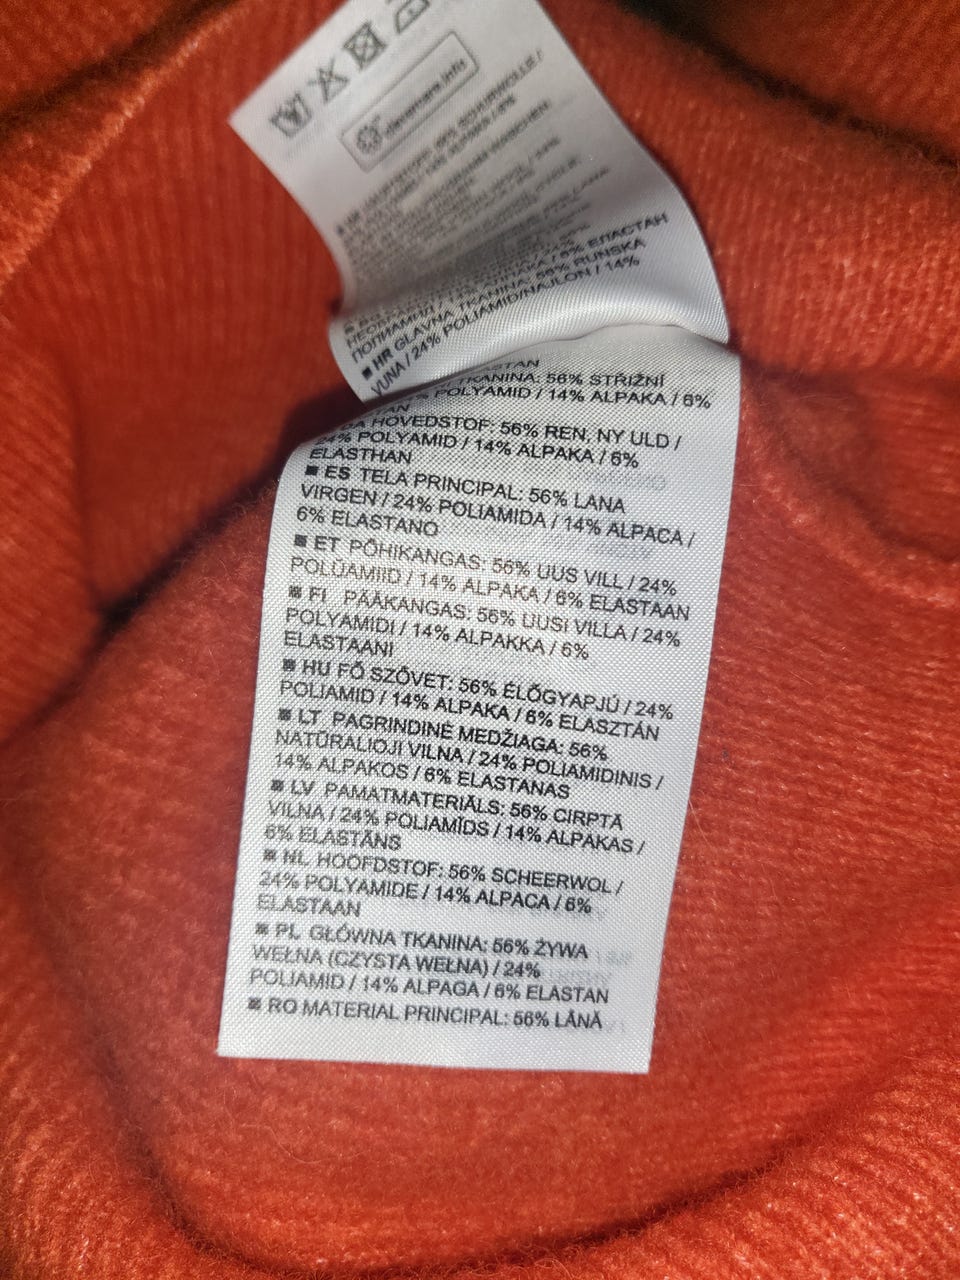 clevercare.info
ПОЛИАМИД /
АЛПАКА / 6% ЕЛАСТАН
■ HR GLAVNA TKANINA: 56% RUNSKA
VUNA / 24% POLIAMID/NAJLON / 14%
TKANINA: 56% STŘIŽNÍ
POLYAMID / 14% ALPAKA / 6%
HOVEDSTOF: 56% REN, NY ULD /
24% POLYAMID / 14% ALPAKA / 6%
ELASTHAN
■ ES TELA PRINCIPAL: 56% LANA
VIRGEN / 24% POLIAMIDA / 14% ALPACA /
6% ELASTANO
■ ET PÕHIKANGAS: 56% UUS VILL / 24%
POLÜAMIID / 14% ALPAKA / 6% ELASTAAN
■ FI PÄÄKANGAS: 56% UUSI VILLA / 24%
POLYAMIDI / 14% ALPAKKA / 6%
ELASTAANI
■ HU FŐ SZÖVET: 56% ÉLŐGYAPJÚ / 24%
POLIAMID / 14% ALPAKA / 6% ELASZTÁN
■ LT PAGRINDINĖ MEDŽIAGA: 56%
NATŪRALIOJI VILNA / 24% POLIAMIDINIS /
14% ALPAKOS / 6% ELASTANAS
■ LV PAMATMATERIĀLS: 56% CIRPTĀ
VILNA / 24% POLIAMĪDS / 14% ALPAKAS /
6% ELASTĀNS
■ NL HOOFDSTOF: 56% SCHEERWOL /
24% POLYAMIDE / 14% ALPACA / 6%
ELASTAAN
■ PL GŁÓWNA TKANINA: 56% ŻYWA
WEŁNA (CZYSTA WEŁNA) / 24%
POLIAMID / 14% ALPAGA / 6% ELASTAN
■ RO MATERIAL PRINCIPAL: 56% LÂNĂ